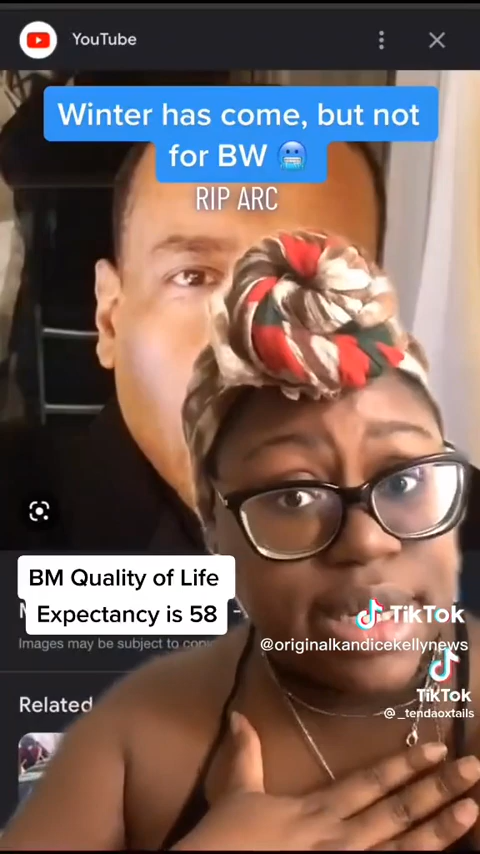 YouTube
Winter has come, but not
for BW 🥶
RIP ARC
BM Quality of Life
Expectancy is 58
TikTok
@originalkandicekellynews
Images may be subject to
TikTok
@_tendaoxtails
Related